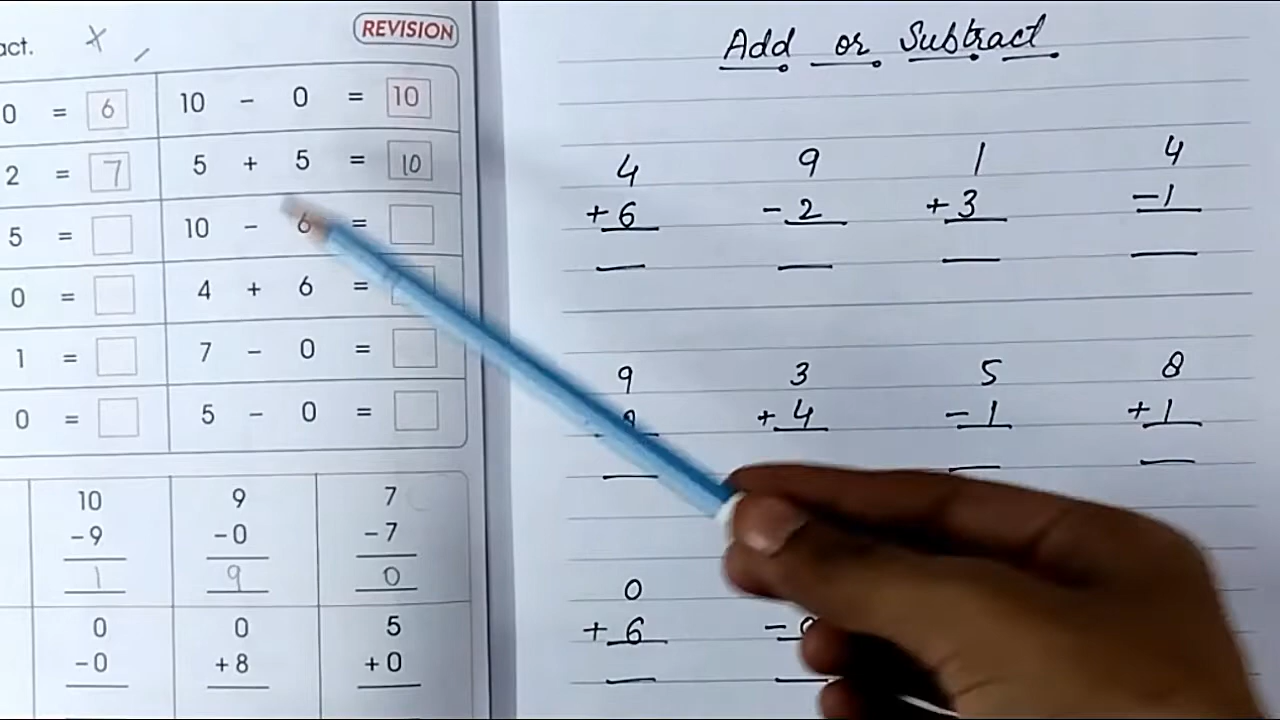 act.
REVISION
0 = 6
10 - 0 = 10
2 = 7
5 + 5 = 10
5 =
10 - 6 =
0 =
4 + 6 =
1 =
7 - 0 =
0 =
5 - 0 =
10 9 7
-9 -0 -7
1 9 0
0 0 5
-0 +8 +0
Add or Subtract
4 9 1 4
+6 -2 +3 -1
9 3 5 8
+4 -1 +1
0
+6 -